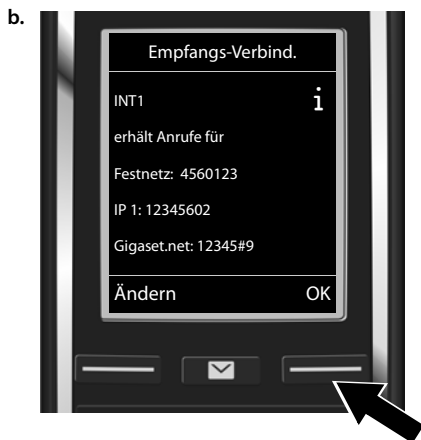 b.
Empfangs-Verbind.
INT1 i
erhält Anrufe für
Festnetz: 4560123
IP 1: 12345602
Gigaset.net: 12345#9
Ändern OK